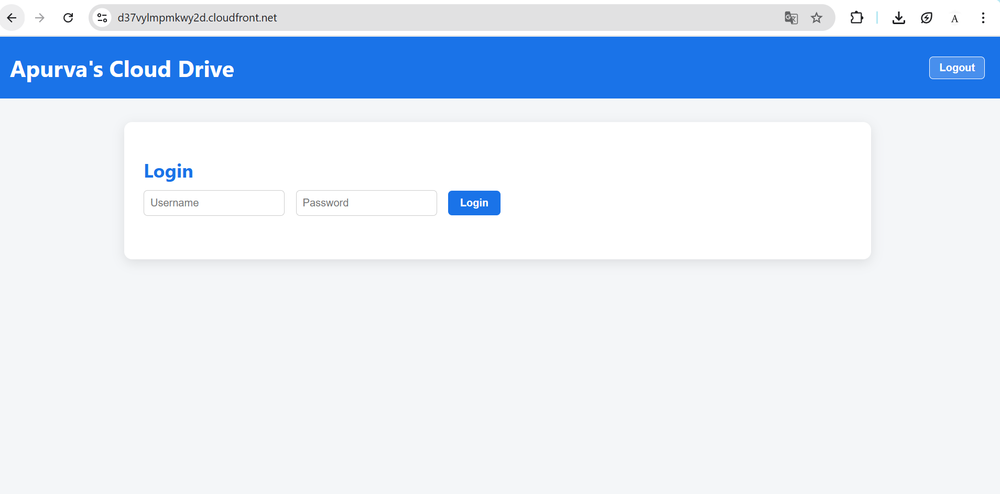 d37vylmpmkwy2d.cloudfront.net
A
Apurva's Cloud Drive
Logout
Login
Username
Password
Login